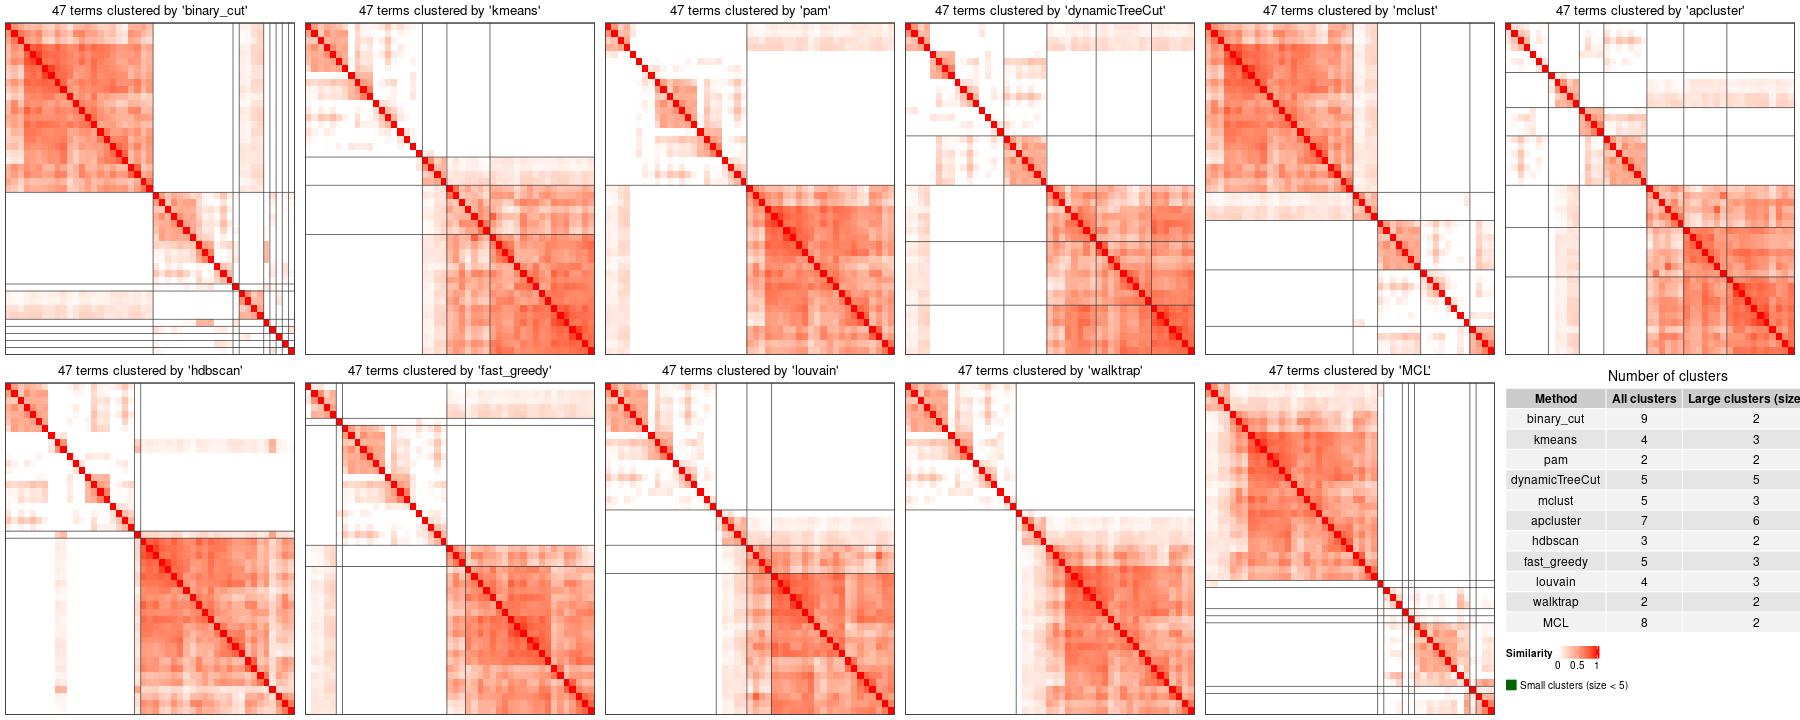 47 terms clustered by 'binary_cut'
47 terms clustered by 'kmeans'
47 terms clustered by 'pam'
47 terms clustered by 'dynamicTreeCut'
47 terms clustered by 'mclust'
47 terms clustered by 'apcluster'
47 terms clustered by 'hdbscan'
47 terms clustered by 'fast_greedy'
47 terms clustered by 'louvain'
47 terms clustered by 'walktrap'
47 terms clustered by 'MCL'
Number of clusters
Method All clusters Large clusters (size
binary_cut 9 2
kmeans 4 3
pam 2 2
dynamicTreeCut 5 5
mclust 5 3
apcluster 7 6
hdbscan 3 2
fast_greedy 5 3
louvain 4 3
walktrap 2 2
MCL 8 2
Similarity
0 0.5 1
Small clusters (size < 5)